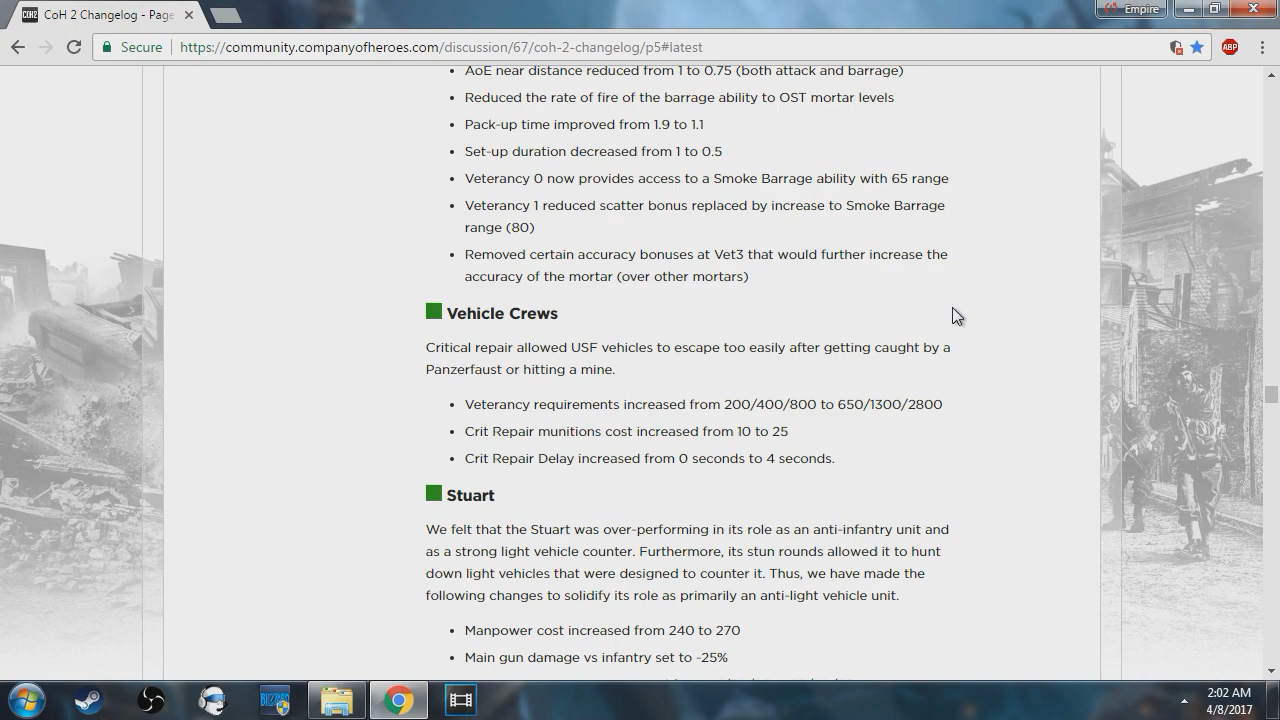 CoH 2 Changelog - Page
Empire
Secure
https://community.companyofheroes.com/discussion/67/coh-2-changelog/p5#latest
ABP
AoE near distance reduced from 1 to 0.75 (both attack and barrage)
Reduced the rate of fire of the barrage ability to OST mortar levels
Pack-up time improved from 1.9 to 1.1
Set-up duration decreased from 1 to 0.5
Veterancy 0 now provides access to a Smoke Barrage ability with 65 range
Veterancy 1 reduced scatter bonus replaced by increase to Smoke Barrage
range (80)
Removed certain accuracy bonuses at Vet3 that would further increase the
accuracy of the mortar (over other mortars)
Vehicle Crews
Critical repair allowed USF vehicles to escape too easily after getting caught by a
Panzerfaust or hitting a mine.
Veterancy requirements increased from 200/400/800 to 650/1300/2800
Crit Repair munitions cost increased from 10 to 25
Crit Repair Delay increased from 0 seconds to 4 seconds.
Stuart
We felt that the Stuart was over-performing in its role as an anti-infantry unit and
as a strong light vehicle counter. Furthermore, its stun rounds allowed it to hunt
down light vehicles that were designed to counter it. Thus, we have made the
following changes to solidify its role as primarily an anti-light vehicle unit.
Manpower cost increased from 240 to 270
Main gun damage vs infantry set to -25%
2:02 AM
4/8/2017